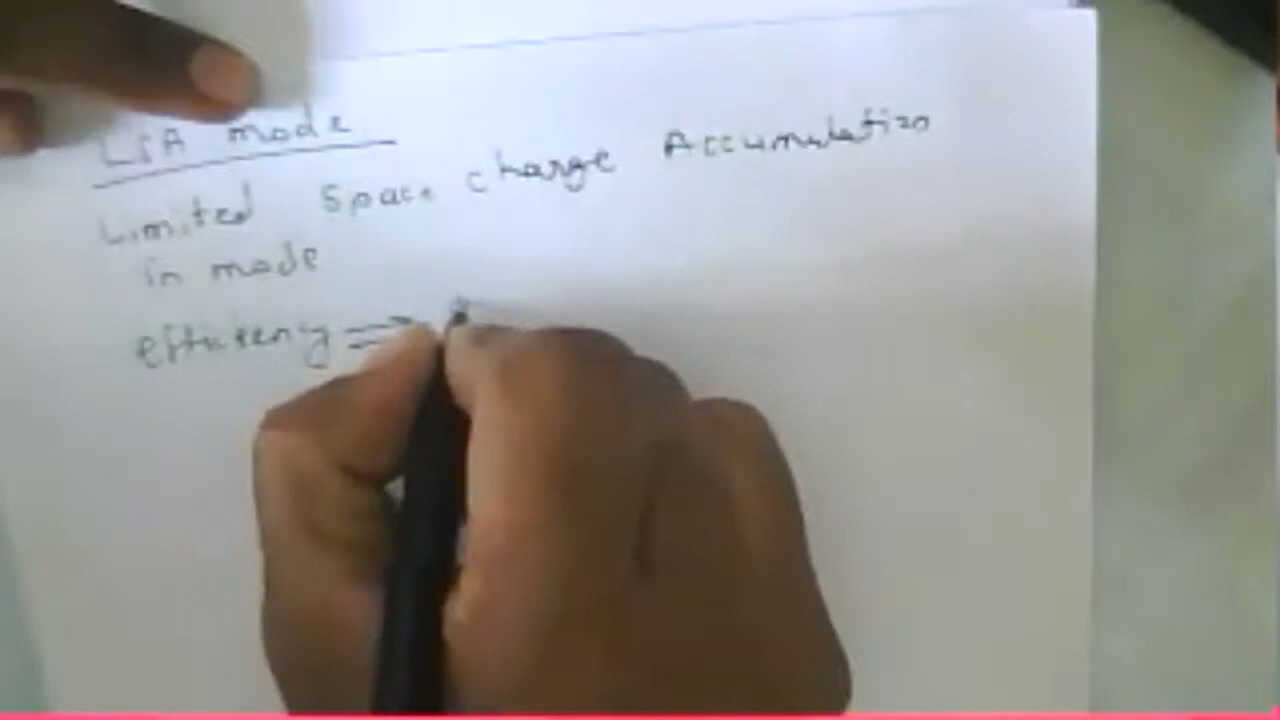 LSA mode
Limited Space charge Accumulation
in mode
efficiency ⇒